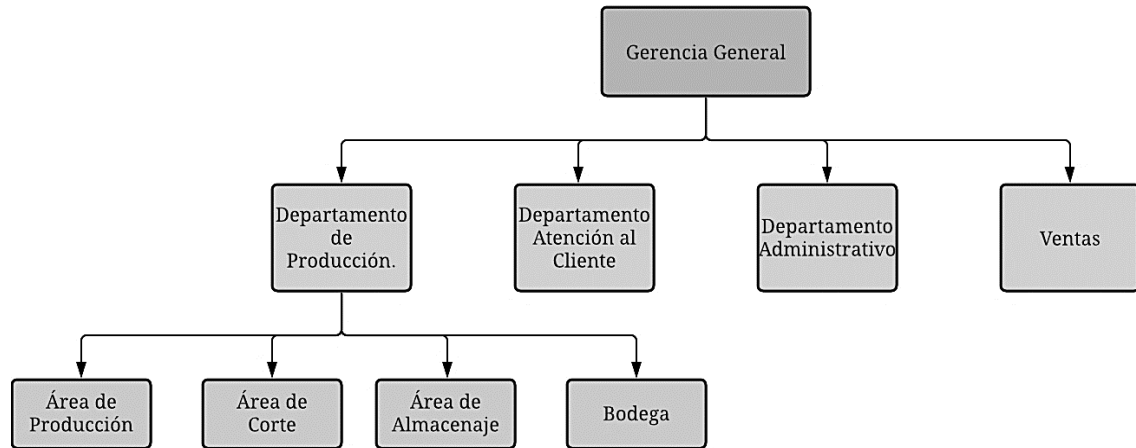 Gerencia General
Departamento
de
Producción.
Departamento
Atención al
Cliente
Departamento
Administrativo
Ventas
Área de
Producción
Área de
Corte
Área de
Almacenaje
Bodega